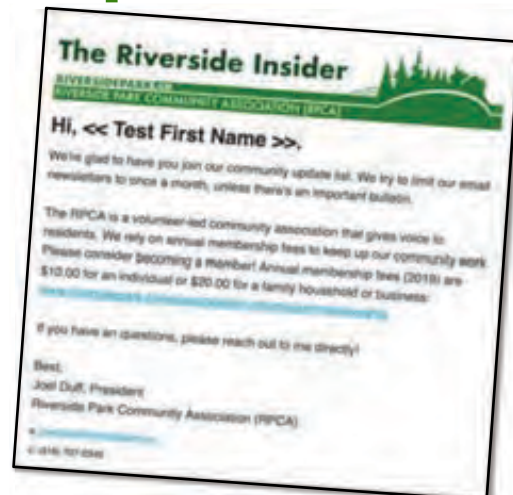 The Riverside Insider
RIVERSIDEPARK
RIVERSIDE PARK COMMUNITY ASSOCIATION (RPCA)
Hi, << Test First Name >>,
We're glad to have you join our community update list. We try to limit our email
newsletters to once a month, unless there's an important bulletin.
The RPCA is a volunteer-led community association that gives voice to
residents. We rely on annual membership fees to keep up our community work
Please consider becoming a member! Annual membership fees (2019) are
$10.00 for an individual or $20.00 for a family household or business:
If you have an questions, please reach out to me directly!
Best,
Joel Duff, President
Riverside Park Community Association (RPCA)